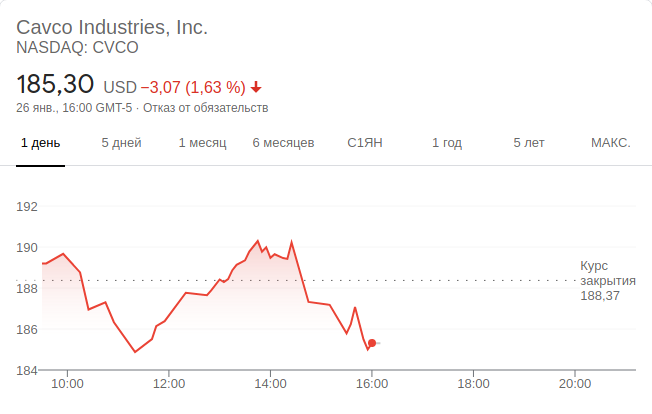 Cavco Industries, Inc.
NASDAQ: CVCO
185,30 USD −3,07 (1,63 %)
26 янв., 16:00 GMT-5 · Отказ от обязательств
1 день 5 дней 1 месяц 6 месяцев С1ЯН 1 год 5 лет МАКС.
192
190
188
186
184
Курс
закрытия
188,37
10:00 12:00 14:00 16:00 18:00 20:00